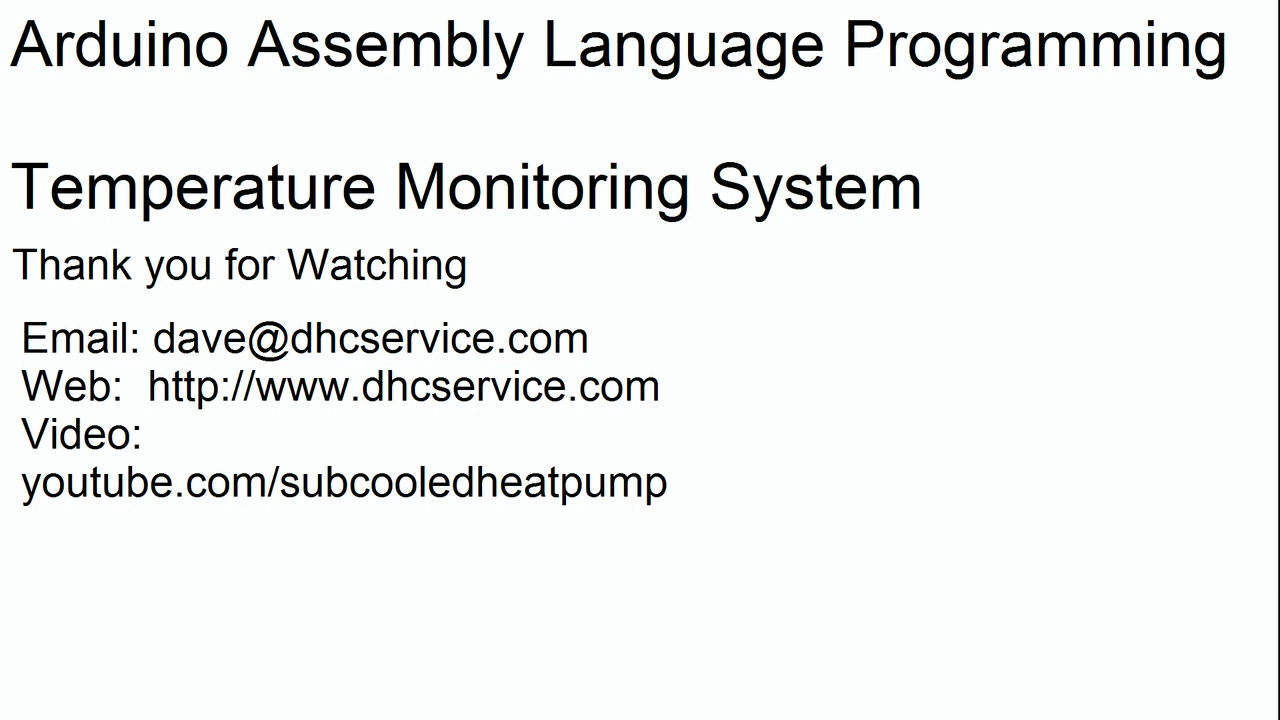 Arduino Assembly Language Programming
Temperature Monitoring System
Thank you for Watching
Email: dave@dhcservice.com
Web:  http://www.dhcservice.com
Video:
youtube.com/subcooledheatpump